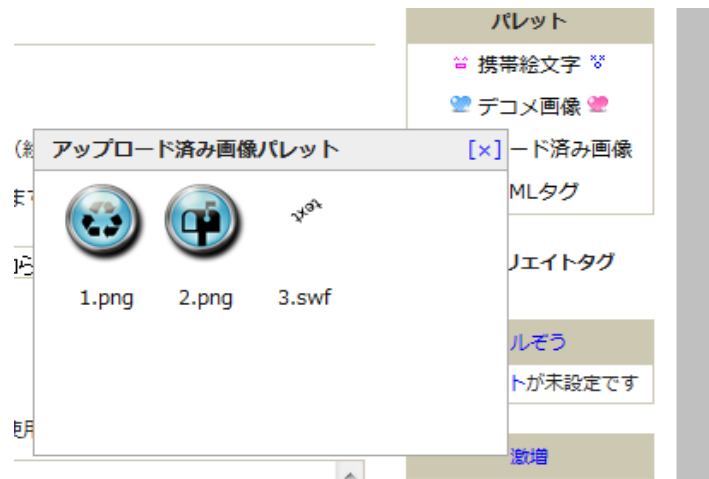 パレット
携帯絵文字
デコメ画像
ード済み画像
MLタグ
アップロード済み画像パレット
[×]
text
1.png
2.png
3.swf
リエイトタグ
ルぞう
トが未設定です
激増